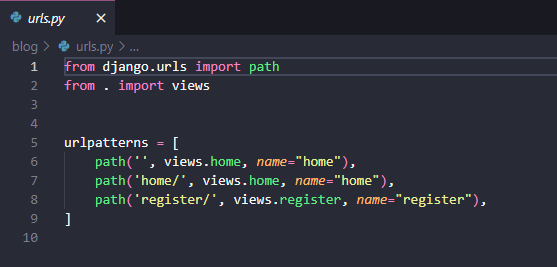 urls.py ×
blog > urls.py > ...
1 from django.urls import path
2 from . import views
3
4
5 urlpatterns = [
6     path('', views.home, name="home"),
7     path('home/', views.home, name="home"),
8     path('register/', views.register, name="register"),
9 ]
10